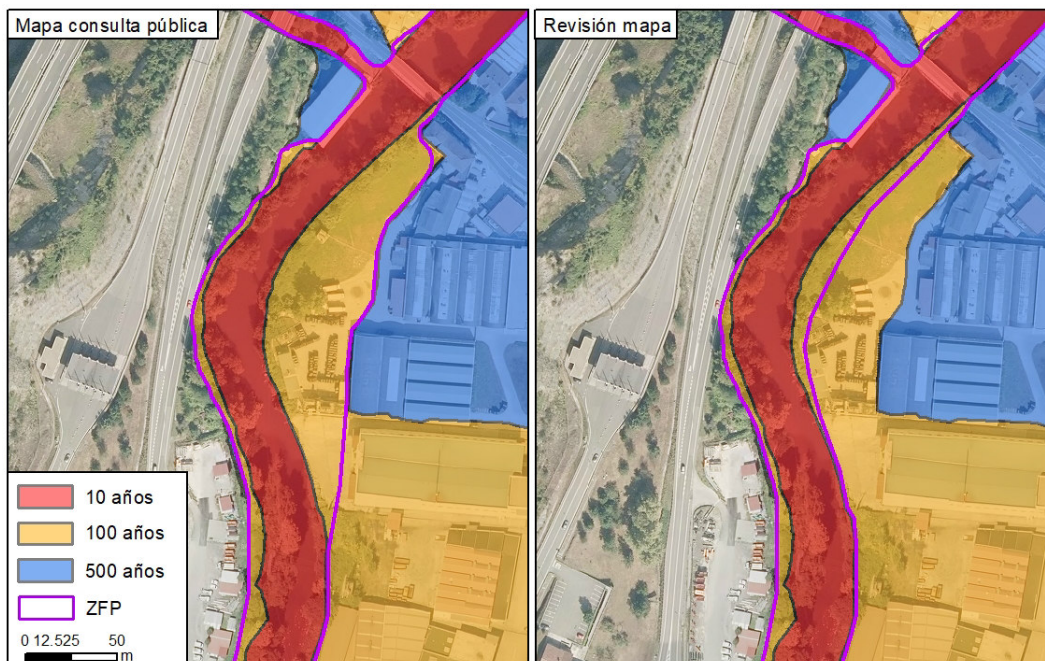 Mapa consulta pública
Revisión mapa
10 años
100 años
500 años
ZFP
0 12.525 50
m